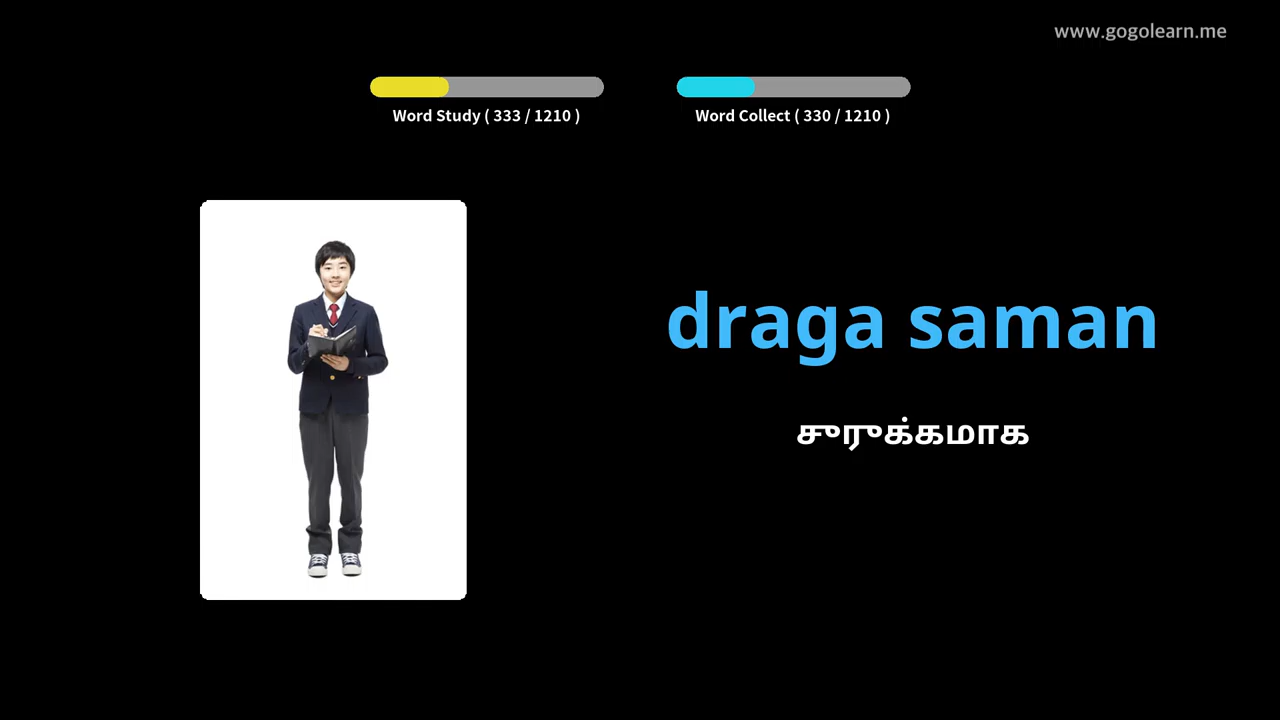 www.gogolearn.me
Word Study ( 333 / 1210 )
Word Collect ( 330 / 1210 )
draga saman
சுருக்கமாக